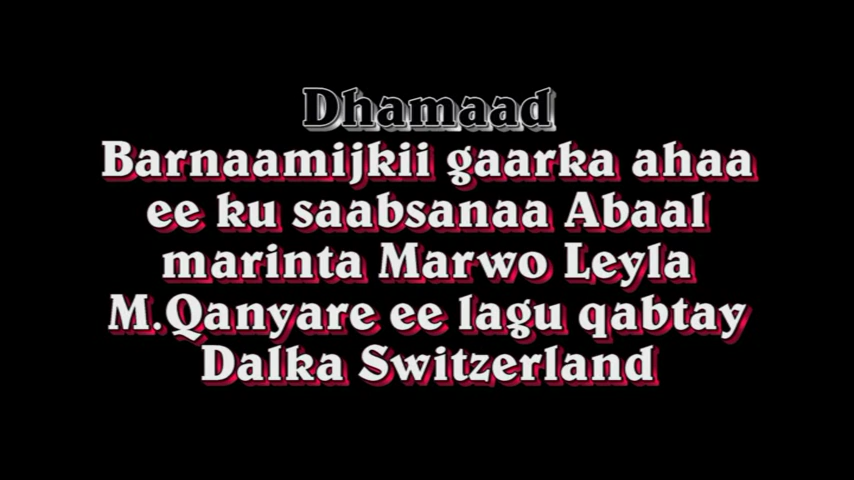 Dhamaad
Barnaamijkii gaarka ahaa
ee ku saabsanaa Abaal
marinta Marwo Leyla
M.Qanyare ee lagu qabtay
Dalka Switzerland